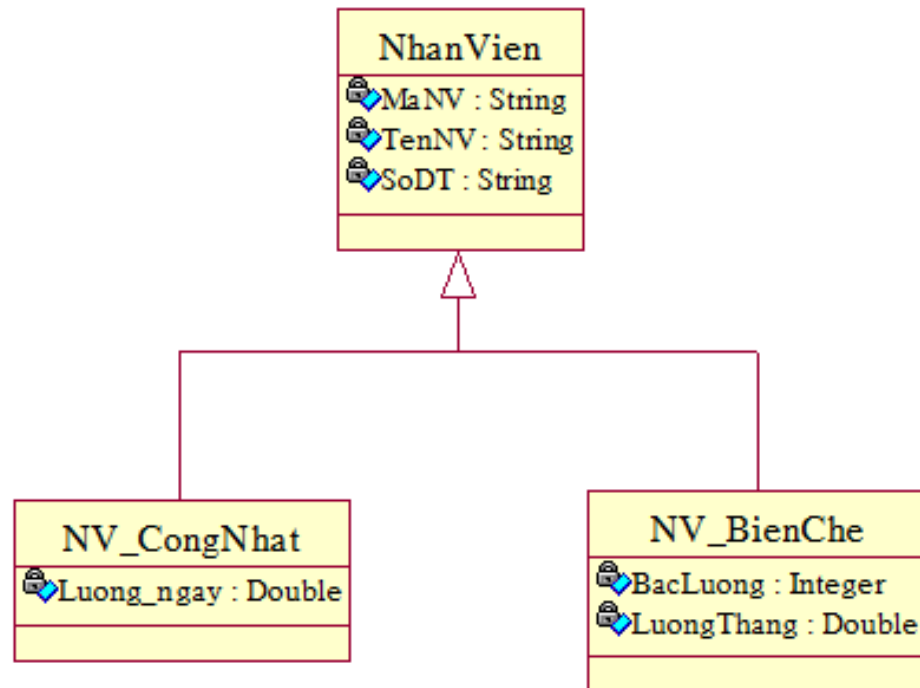 NhanVien
MaNV : String
TenNV : String
SoDT : String
NV_CongNhat
Luong_ngay : Double
NV_BienChe
BacLuong : Integer
LuongThang : Double